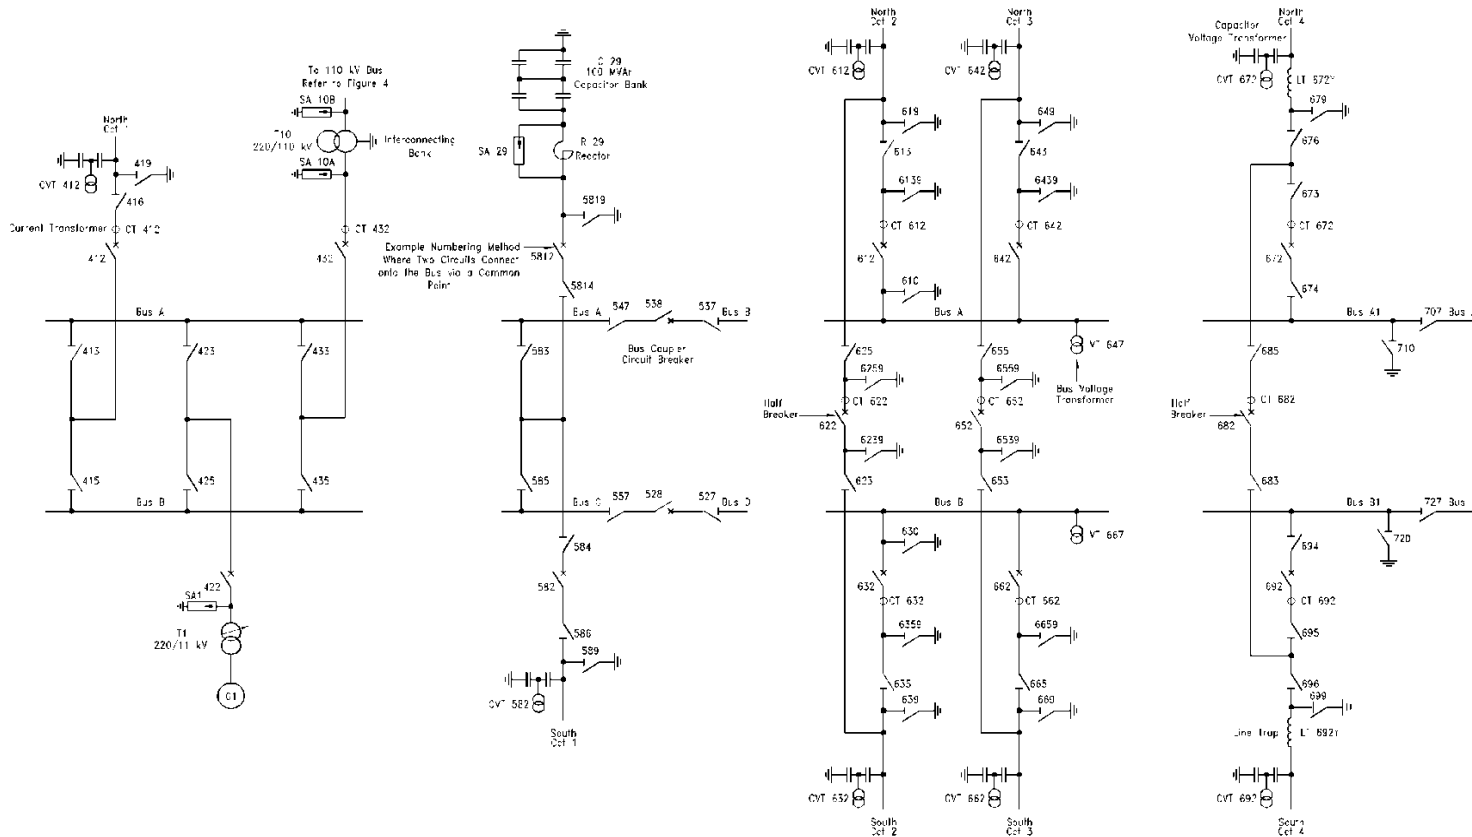 North
Cct 1
CVT 412
419
416
Current Transformer
CT 412
412
To 110 kV Bus
Refer to Figure 4
SA 10B
T10
220/110 kV
Interconnecting
Bank
SA 10A
CT 432
432
Bus A
413
423
433
415
425
435
Bus B
422
SA1
T1
220/11 kV
G1
C 29
100 MVAr
Capacitor Bank
SA 29
R 29
Reactor
5819
Example Numbering Method
Where Two Circuits Connect
onto the Bus via a Common
Point
5812
5814
Bus A
547
538
537
Bus B
583
Bus Coupler
Circuit Breaker
585
Bus C
557
528
527
Bus D
584
582
586
589
CVT 582
South
Cct 1
North
Cct 2
CVT 612
619
613
6139
CT 612
612
610
North
Cct 3
CVT 642
649
643
6439
CT 642
642
Bus A
VT 647
Bus Voltage
Transformer
625
6259
CT 622
Half
Breaker
622
6239
623
655
6559
CT 652
652
6539
653
Bus B
VT 667
630
632
CT 632
6359
635
639
CVT 632
South
Cct 2
662
CT 662
6659
665
669
CVT 662
South
Cct 3
North
Cct 4
Capacitor
Voltage Transformer
CVT 672
LT 672Y
679
676
673
CT 672
672
674
Bus A1
707
Bus
710
685
CT 682
Half
Breaker
682
683
Bus B1
727
Bus
720
694
692
CT 692
695
696
699
Line Trap
LT 692Y
CVT 692
South
Cct 4